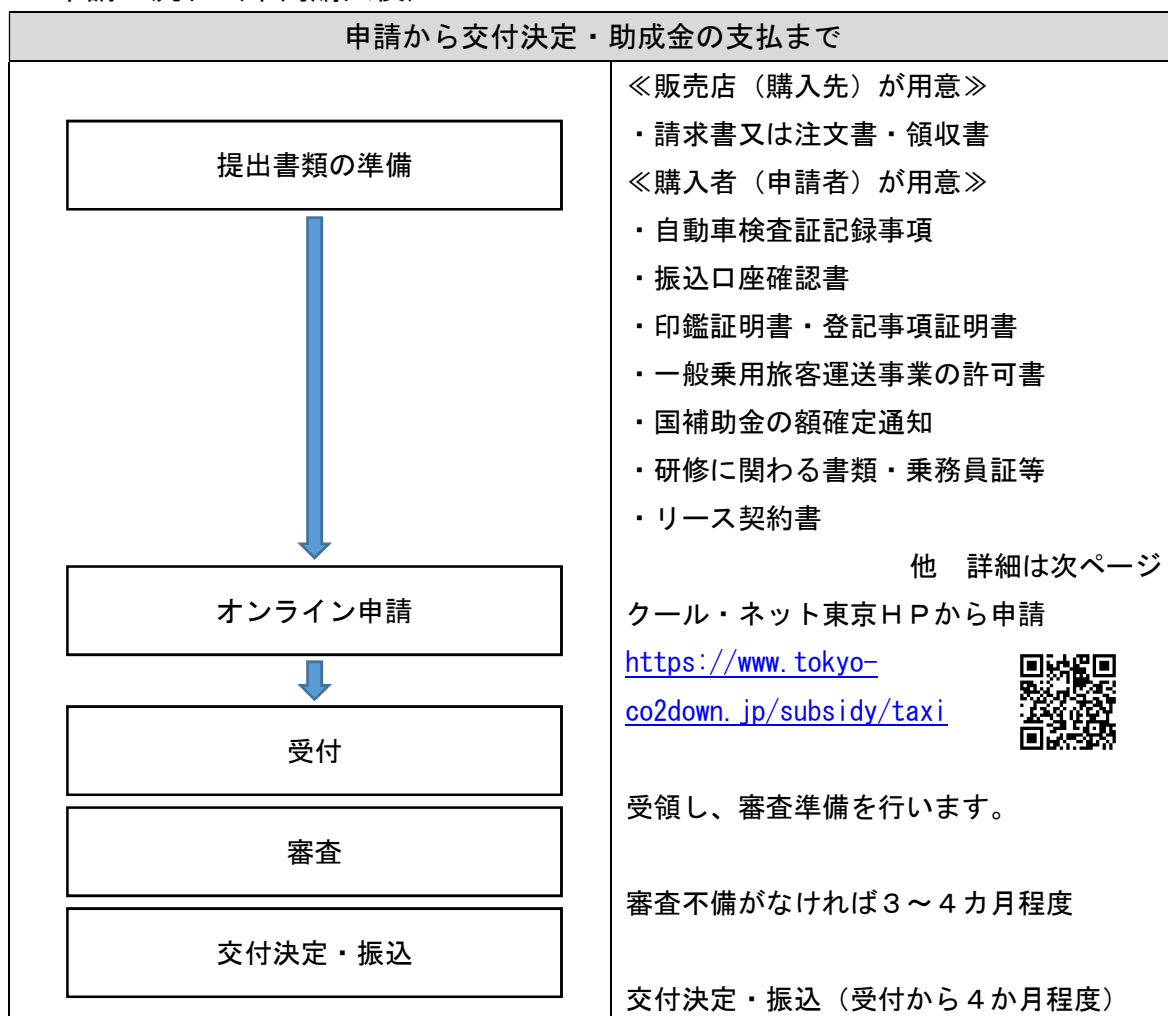 申請から交付決定・助成金の支払まで
提出書類の準備
オンライン申請
受付
審査
交付決定・振込
≪販売店（購入先）が用意≫
・請求書又は注文書・領収書
≪購入者（申請者）が用意≫
・自動車検査証記録事項
・振込口座確認書
・印鑑証明書・登記事項証明書
・一般乗用旅客運送事業の許可書
・国補助金の額確定通知
・研修に関わる書類・乗務員証等
・リース契約書
他　詳細は次ページ
クール・ネット東京ＨＰから申請
https://www.tokyo-
co2down.jp/subsidy/taxi
受領し、審査準備を行います。
審査不備がなければ３～４カ月程度
交付決定・振込（受付から４か月程度）